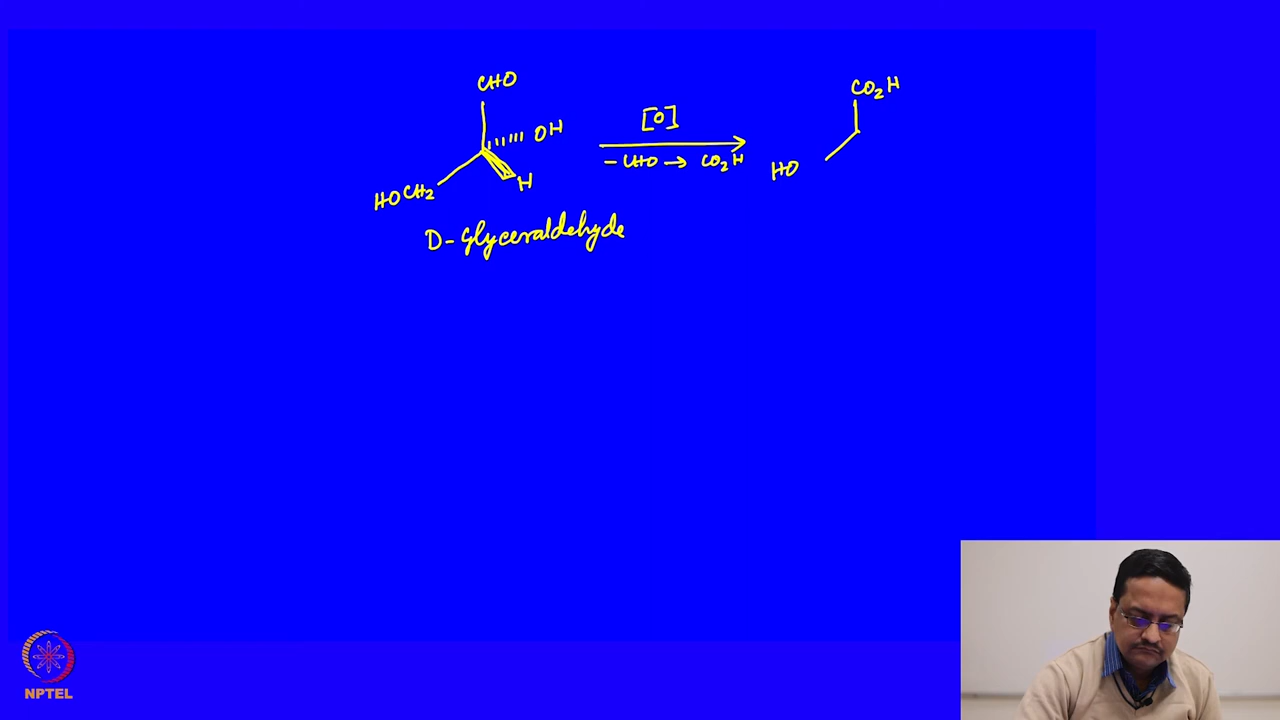 CHO
OH
HOCH₂
H
D-Glyceraldehyde
[O]
-CHO → CO₂H
CO₂H
HO
NPTEL